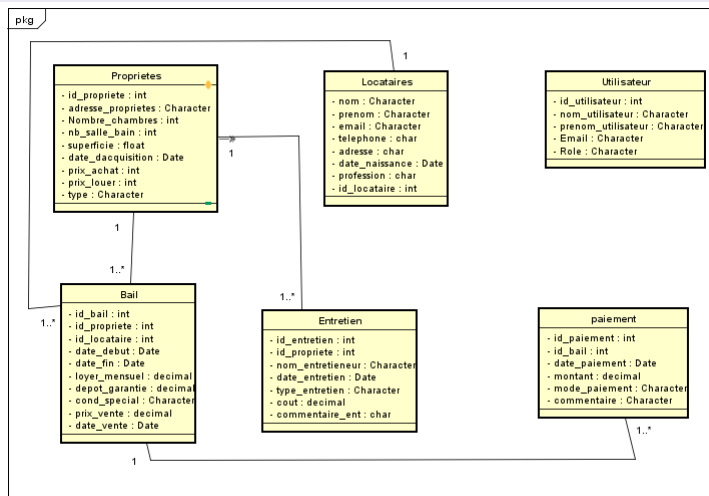 pkg
1
Proprietes
- id_propriete : int
- adresse_proprietes : Character
- Nombre_chambres : int
- nb_salle_bain : int
- superficie : float
- date_dacquisition : Date
- prix_achat : int
- prix_louer : int
- type : Character
Locataires
- nom : Character
- prenom : Character
- email : Character
- telephone : char
- adresse : char
- date_naissance : Date
- profession : char
- id_locataire : int
Utilisateur
- id_utilisateur : int
- nom_utilisateur : Character
- prenom_utilisateur : Character
- Email : Character
- Role : Character
1
1
1..*
1..*
1..*
Bail
- id_bail : int
- id_propriete : int
- id_locataire : int
- date_debut : Date
- date_fin : Date
- loyer_mensuel : decimal
- depot_garantie : decimal
- cond_special : Character
- prix_vente : decimal
- date_vente : Date
Entretien
- id_entretien : int
- id_propriete : int
- nom_entretieneur : Character
- date_entretien : Date
- type_entretien : Character
- cout : decimal
- commentaire_ent : char
paiement
- id_paiement : int
- id_bail : int
- date_paiement : Date
- montant : decimal
- mode_paiement : Character
- commentaire : Character
1..*
1